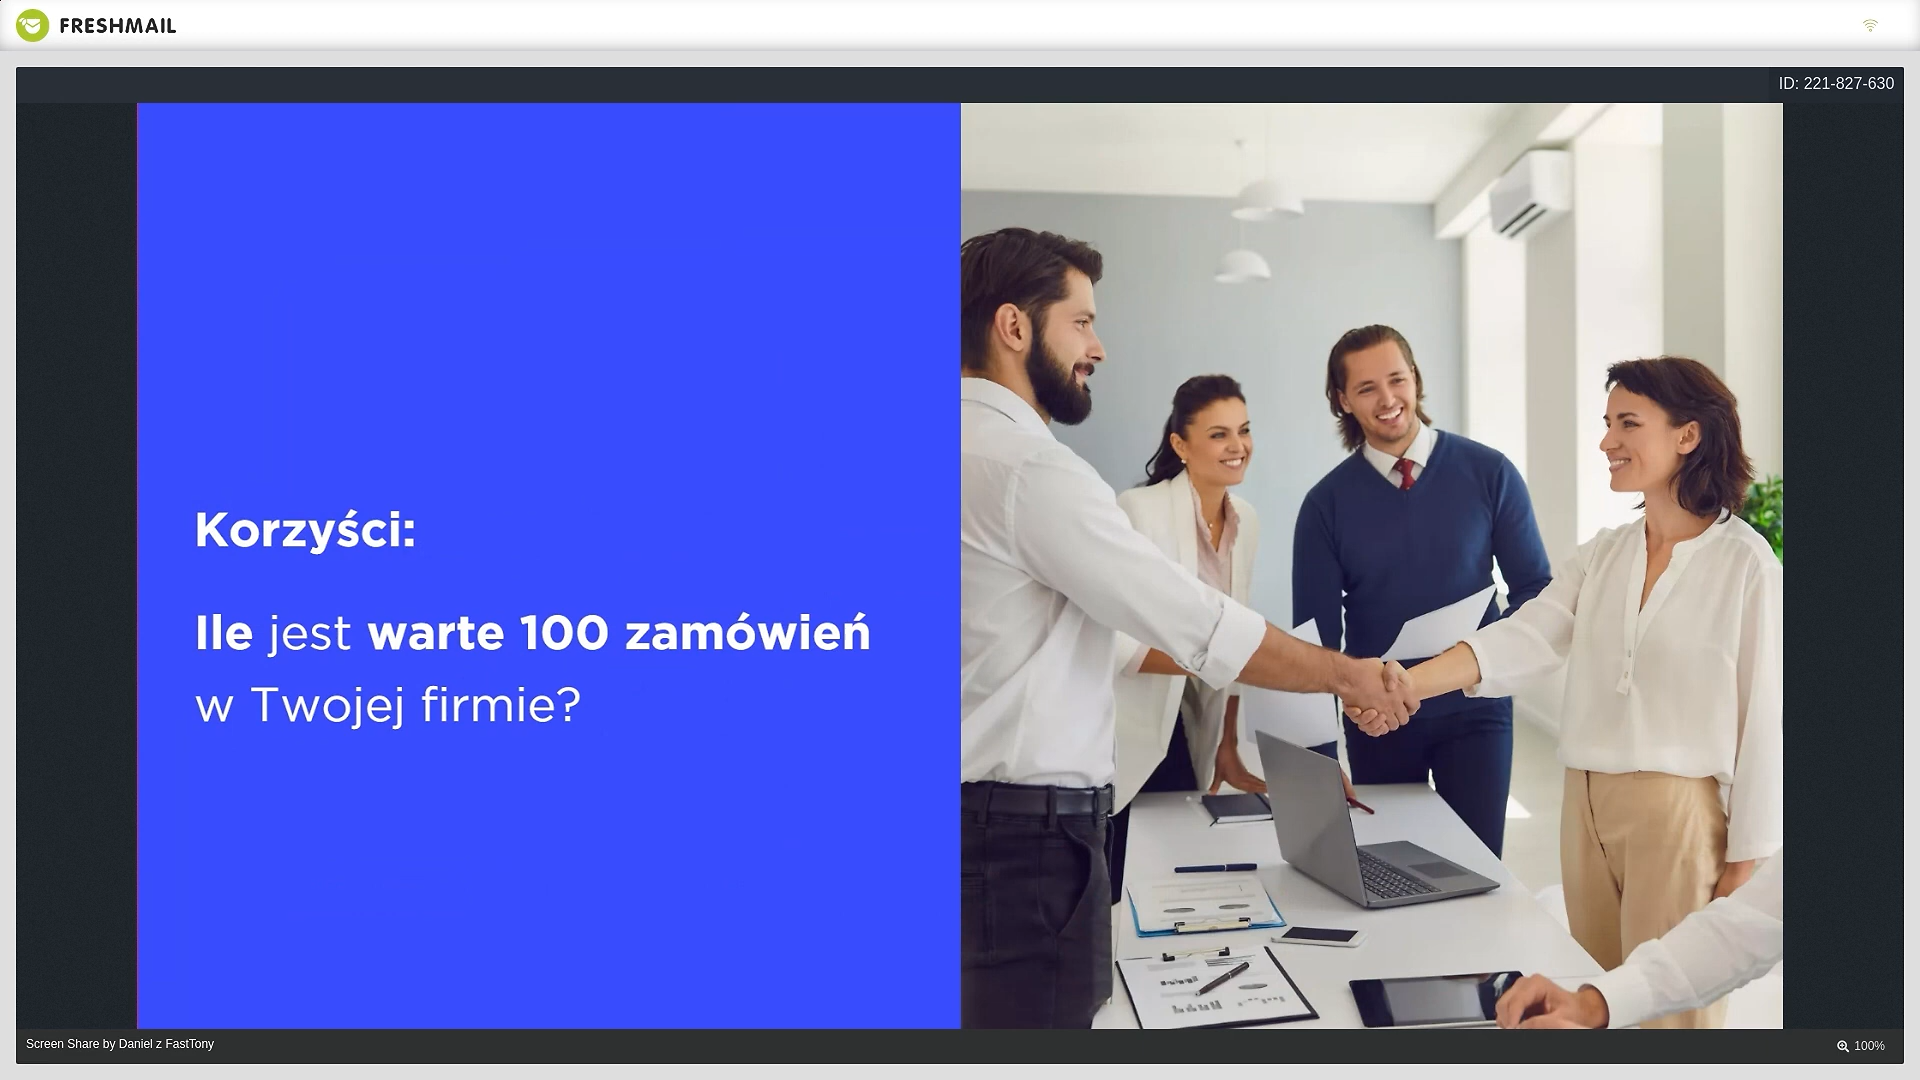 FRESHMAIL
ID: 221-827-630
Korzyści:
Ile jest warte 100 zamówień
w Twojej firmie?
Screen Share by Daniel z FastTony
100%